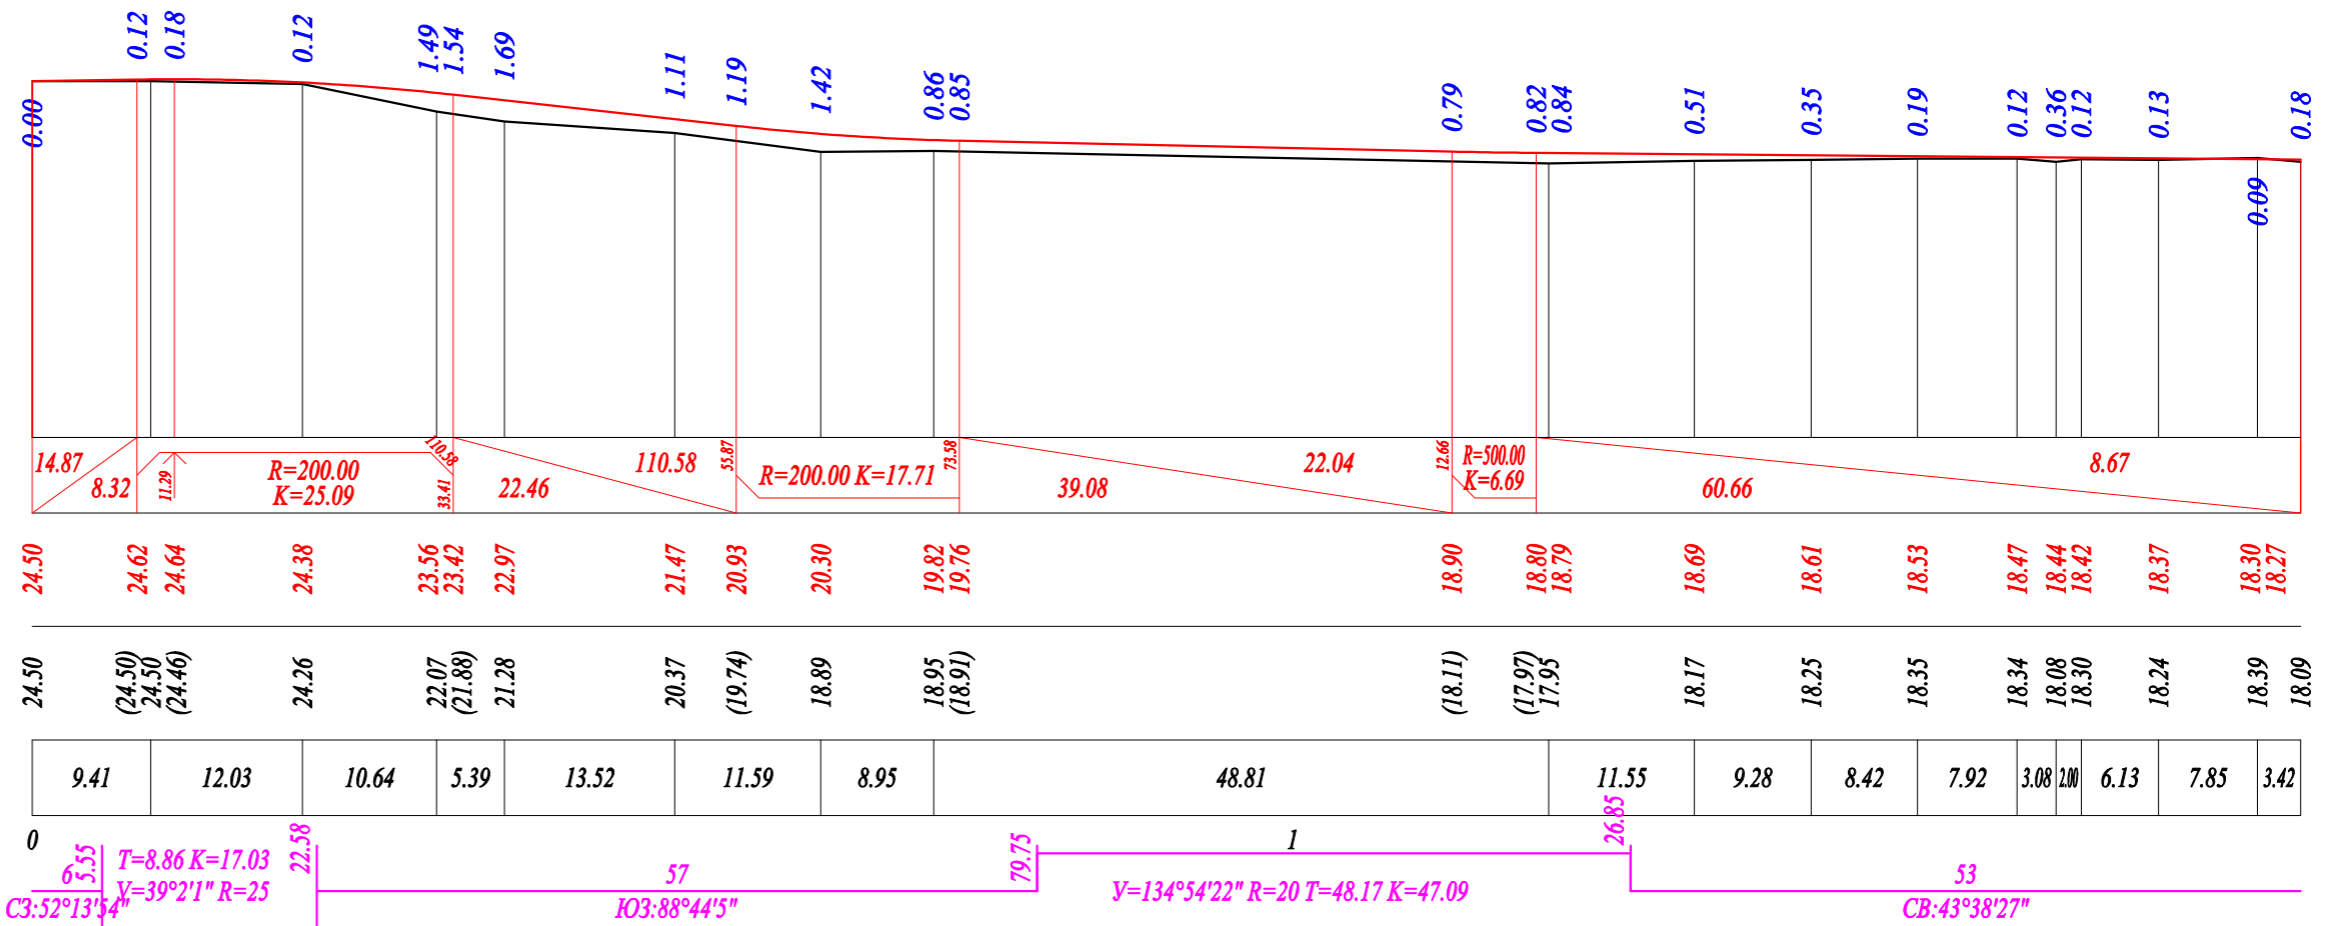 0.00 0.12 0.18 0.12 1.49 1.54 1.69 1.11 1.19 1.42 0.86 0.85 0.79 0.82 0.84 0.51 0.35 0.19 0.12 0.36 0.12 0.13 0.09 0.18
14.87
8.32
11.29
R=200.00
K=25.09
110.58
33.41
22.46
110.58
55.87
R=200.00 K=17.71
73.58
39.08
22.04
12.66
R=500.00
K=6.69
60.66
8.67
24.50 24.62 24.64 24.38 23.56 23.42 22.97 21.47 20.93 20.30 19.82 19.76 18.90 18.80 18.79 18.69 18.61 18.53 18.47 18.44 18.42 18.37 18.30 18.27
24.50 (24.50) 24.50 (24.46) 24.26 22.07 (21.88) 21.28 20.37 (19.74) 18.89 18.95 (18.91) (18.11) (17.97) 17.95 18.17 18.25 18.35 18.34 18.08 18.30 18.24 18.39 18.09
9.41 12.03 10.64 5.39 13.52 11.59 8.95 48.81 11.55 9.28 8.42 7.92 3.08 2.00 6.13 7.85 3.42
0
1
6
5.55
СЗ:52°13'54"
T=8.86 K=17.03
У=39°2'1" R=25
22.58
57
ЮЗ:88°44'5"
79.75
У=134°54'22" R=20 T=48.17 K=47.09
26.85
53
СВ:43°38'27"